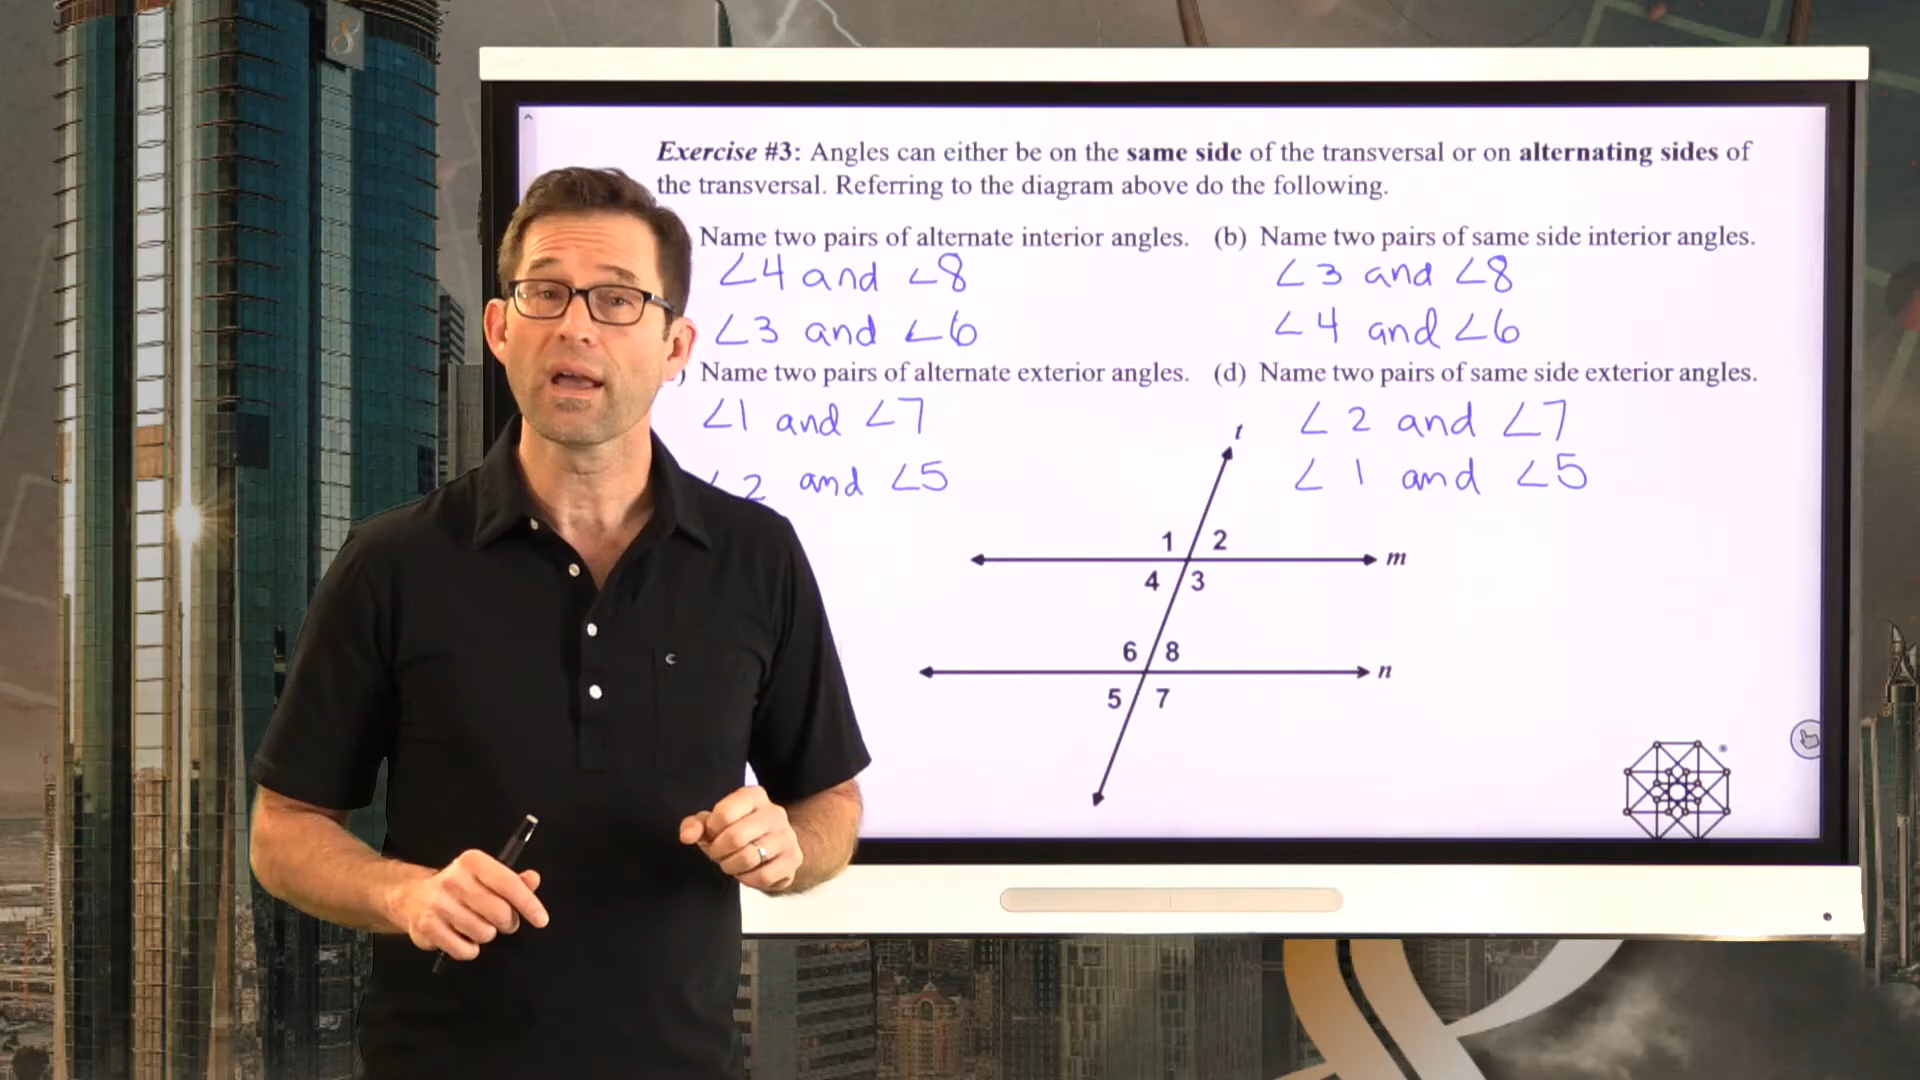 Exercise #3: Angles can either be on the same side of the transversal or on alternating sides of
the transversal. Referring to the diagram above do the following.
Name two pairs of alternate interior angles.
∠4 and ∠8
∠3 and ∠6
(b) Name two pairs of same side interior angles.
∠3 and ∠8
∠4 and ∠6
) Name two pairs of alternate exterior angles.
∠1 and ∠7
∠2 and ∠5
(d) Name two pairs of same side exterior angles.
∠2 and ∠7
∠1 and ∠5
t
1 2
m
4 3
6 8
n
5 7
®
8